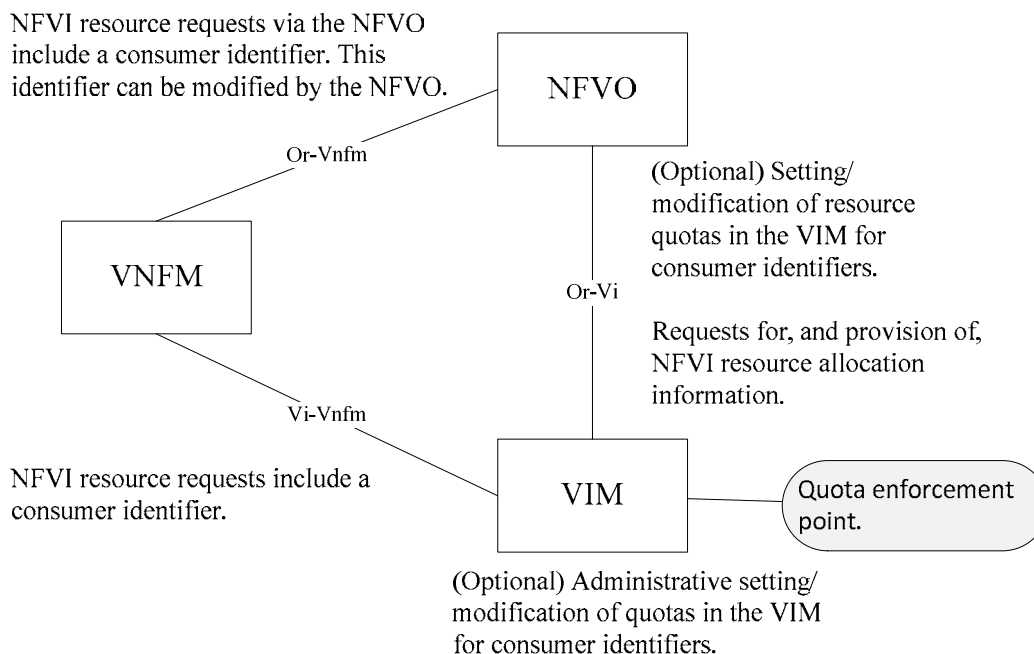 NFVI resource requests via the NFVO
include a consumer identifier. This
identifier can be modified by the NFVO.
NFVO
Or-Vnfm
(Optional) Setting/
modification of resource
quotas in the VIM for
consumer identifiers.
VNFM
Or-Vi
Requests for, and provision of,
NFVI resource allocation
information.
Vi-Vnfm
NFVI resource requests include a
consumer identifier.
VIM
Quota enforcement
point.
(Optional) Administrative setting/
modification of quotas in the VIM
for consumer identifiers.